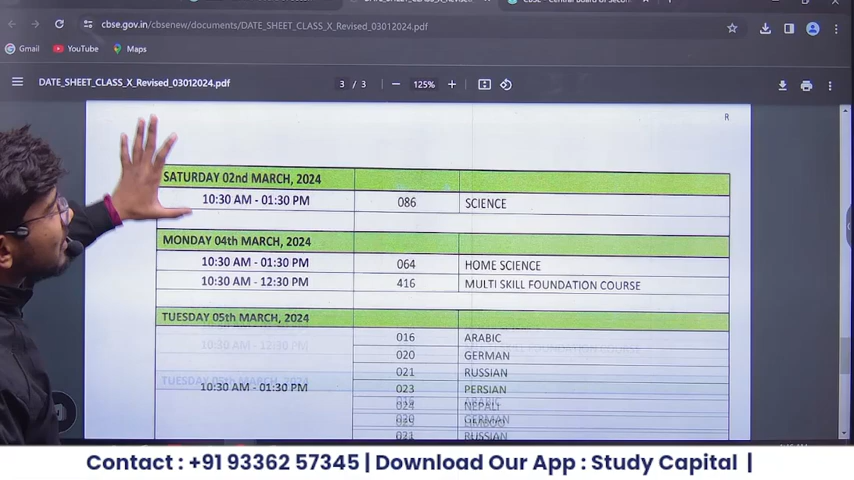 cbse.gov.in/cbsenew/documents/DATE_SHEET_CLASS_X_Revised_03012024.pdf
Gmail YouTube Maps
DATE_SHEET_CLASS_X_Revised_03012024.pdf 3 / 3 125%
R
SATURDAY 02nd MARCH, 2024
10:30 AM - 01:30 PM 086 SCIENCE
MONDAY 04th MARCH, 2024
10:30 AM - 01:30 PM 064 HOME SCIENCE
10:30 AM - 12:30 PM 416 MULTI SKILL FOUNDATION COURSE
TUESDAY 05th MARCH, 2024
016 ARABIC
020 GERMAN
021 RUSSIAN
10:30 AM - 01:30 PM 023 PERSIAN
024 NEPALI
Contact : +91 93362 57345 | Download Our App : Study Capital |